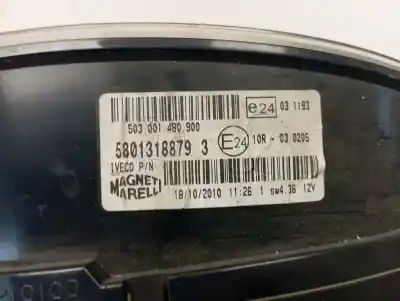 503 001 480 900
e24 03 1193
5801318879 3
E24 10R - 03 0205
IVECO P/N
MAGNETI
MARELLI
18/10/2010 11:26 1 sw4.36 12V